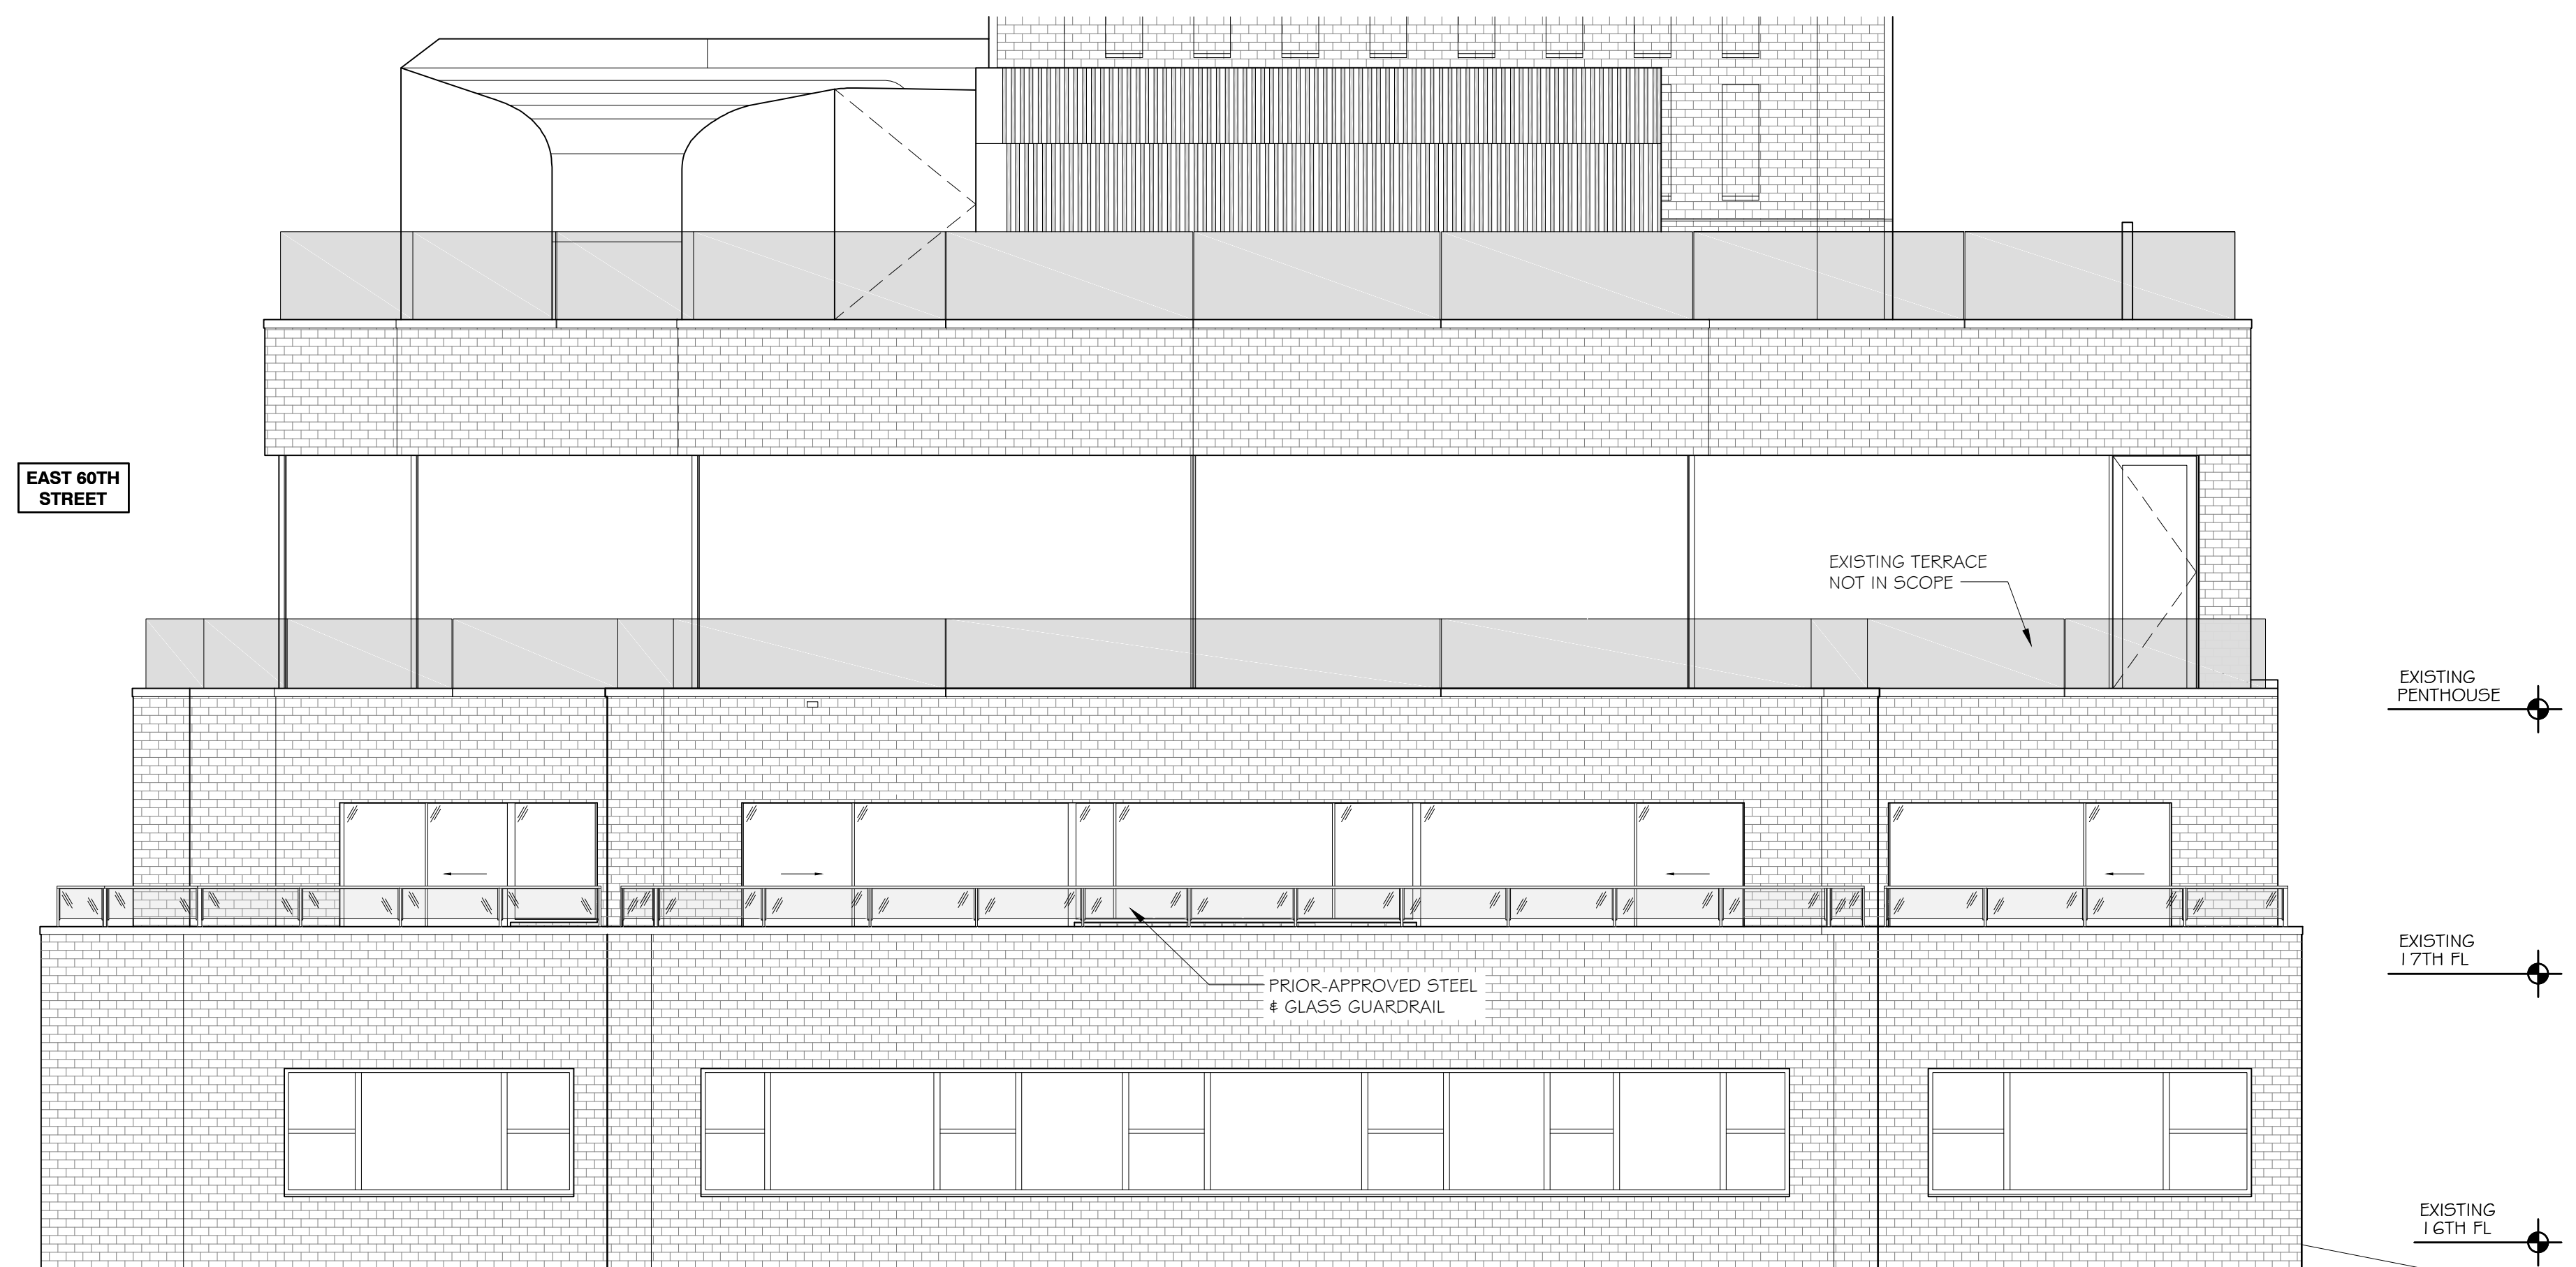 EAST 60TH
STREET
EXISTING TERRACE
NOT IN SCOPE
EXISTING
PENTHOUSE
EXISTING
17TH FL
PRIOR-APPROVED STEEL
& GLASS GUARDRAIL
EXISTING
16TH FL